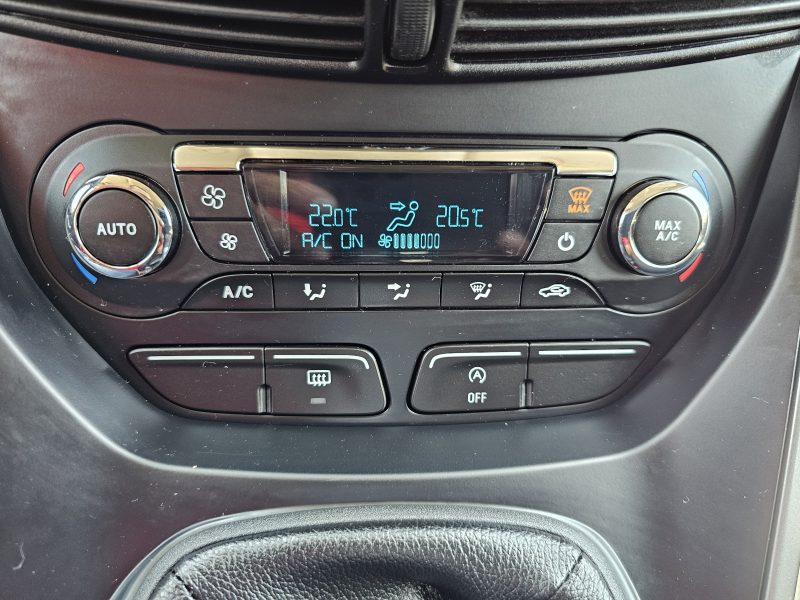 AUTO
22.0°C 20.5°C
A/C ON
MAX
MAX
A/C
A/C
A
OFF